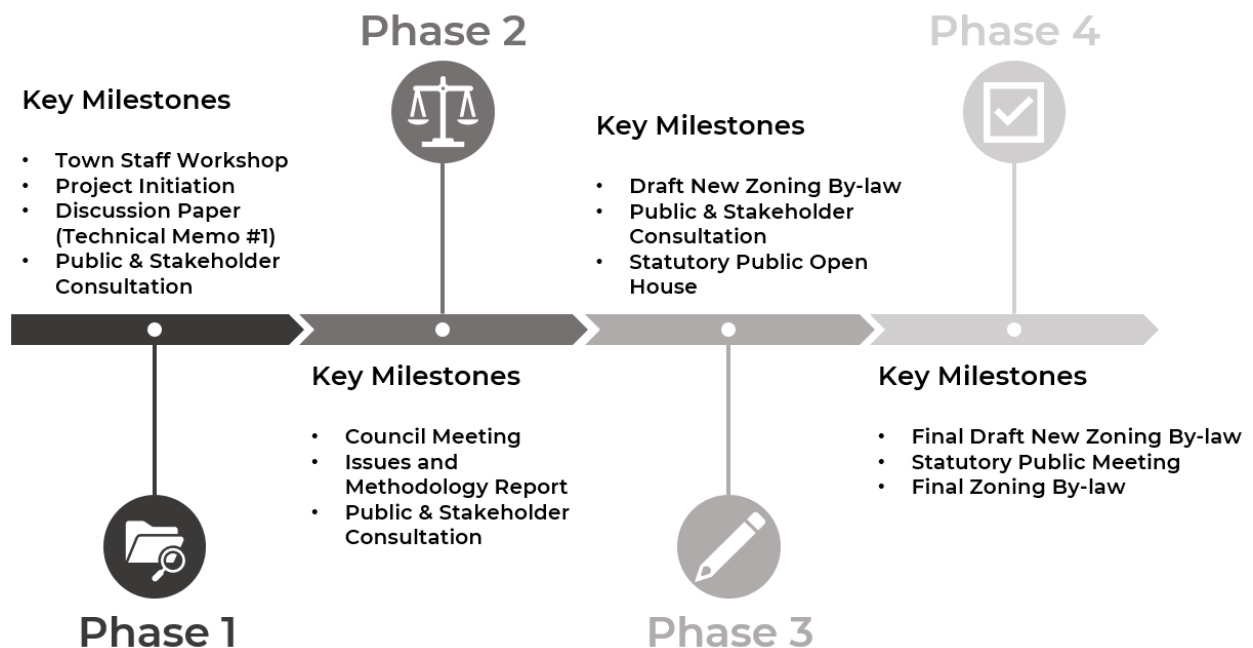 Phase 1
Key Milestones
• Town Staff Workshop
• Project Initiation
• Discussion Paper
(Technical Memo #1)
• Public & Stakeholder
Consultation
Phase 2
Key Milestones
• Council Meeting
• Issues and
Methodology Report
• Public & Stakeholder
Consultation
Phase 3
Key Milestones
• Draft New Zoning By-law
• Public & Stakeholder
Consultation
• Statutory Public Open
House
Phase 4
Key Milestones
• Final Draft New Zoning By-law
• Statutory Public Meeting
• Final Zoning By-law